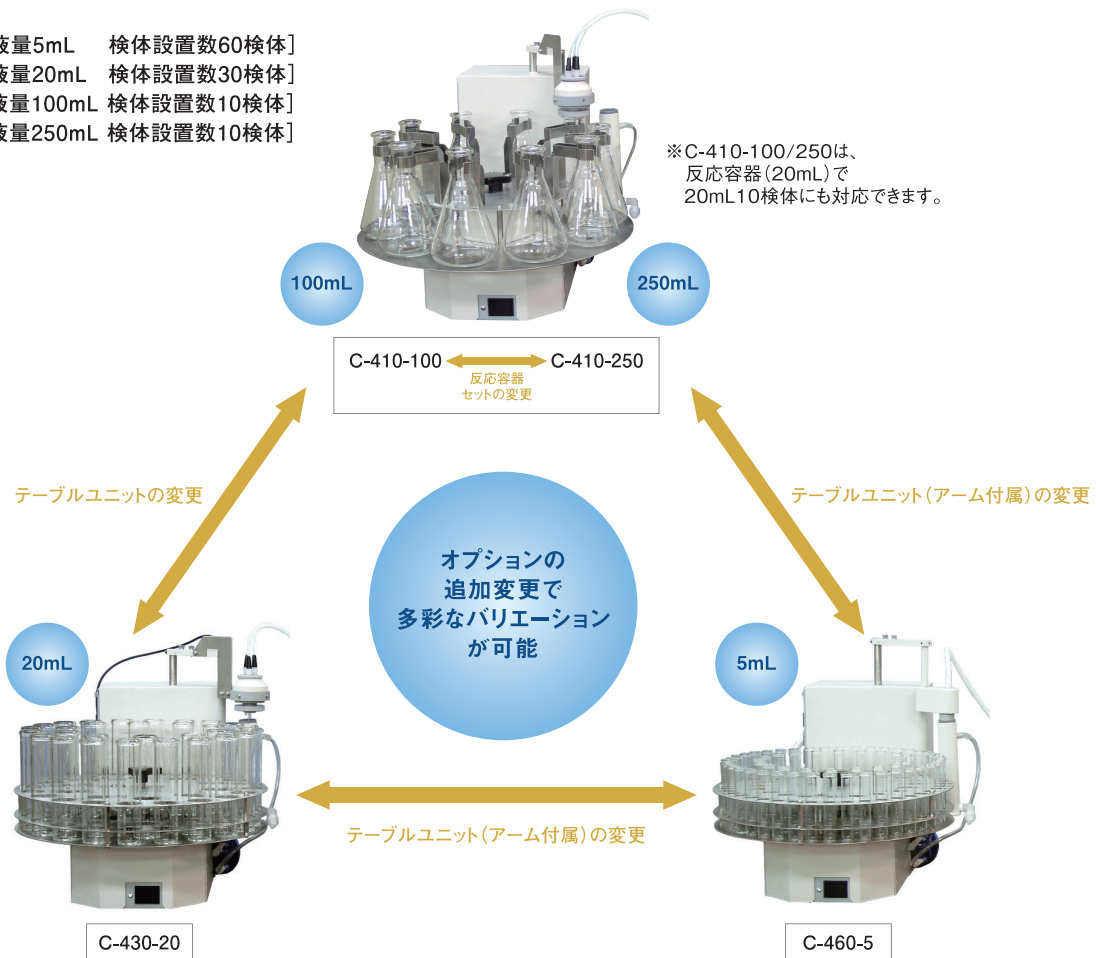 液量5mL 検体設置数60検体]
液量20mL 検体設置数30検体]
液量100mL 検体設置数10検体]
液量250mL 検体設置数10検体]
※C-410-100/250は、
反応容器(20mL)で
20mL10検体にも対応できます。
100mL
250mL
C-410-100
C-410-250
反応容器
セットの変更
テーブルユニットの変更
テーブルユニット(アーム付属)の変更
オプションの
追加変更で
多彩なバリエーション
が可能
20mL
5mL
テーブルユニット(アーム付属)の変更
C-430-20
C-460-5